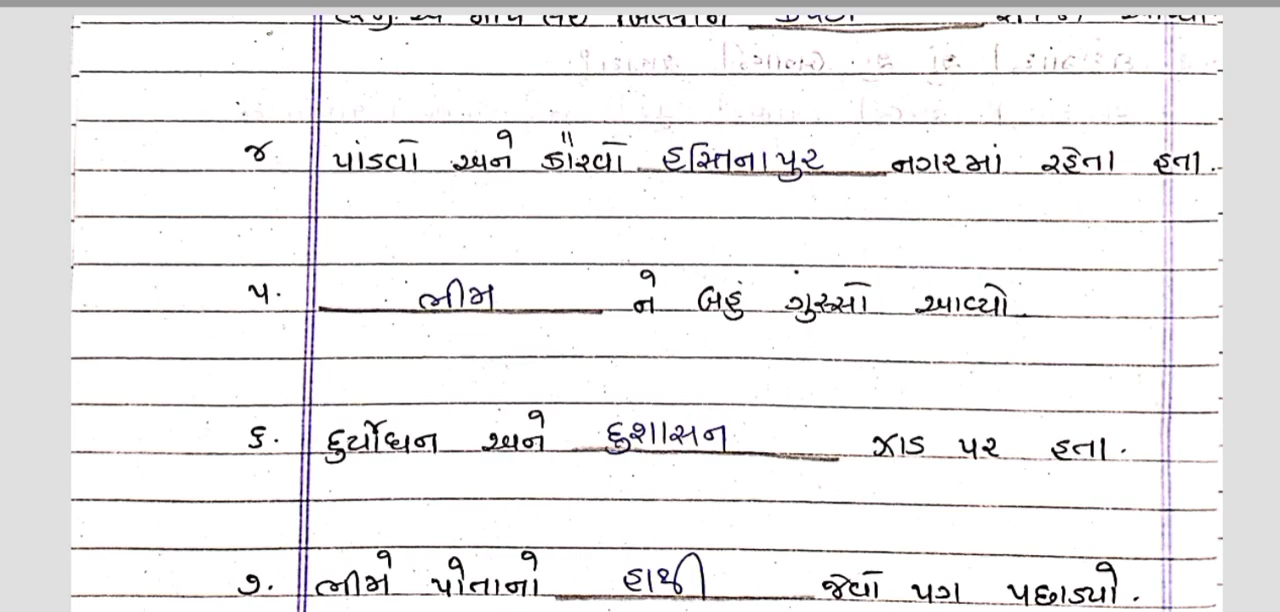 ૪. પાંડવો અને કૌરવો હસ્તિનાપુર નગરમાં રહેતા હતા.
૫. ભીમ ને બહું ગુસ્સો આવ્યો.
૬. દુર્યોધન અને દુશાસન ઝાડ પર હતા.
૭. ભીમે પોતાનો હાથી જેવો પગ પછાડ્યો.